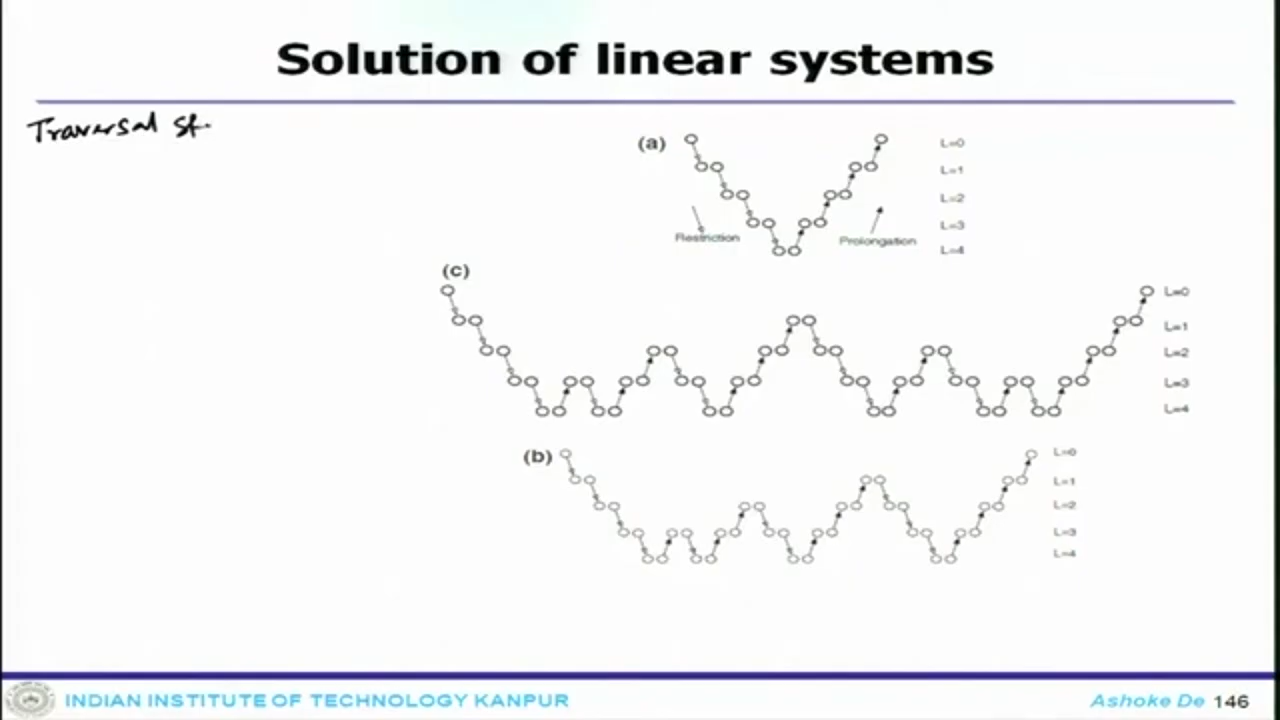 Solution of linear systems
Traversal st.
(a)
L=0
L=1
L=2
L=3
L=4
Restriction
Prolongation
(c)
L=0
L=1
L=2
L=3
L=4
(b)
L=0
L=1
L=2
L=3
L=4
INDIAN INSTITUTE OF TECHNOLOGY KANPUR
Ashoke De 146